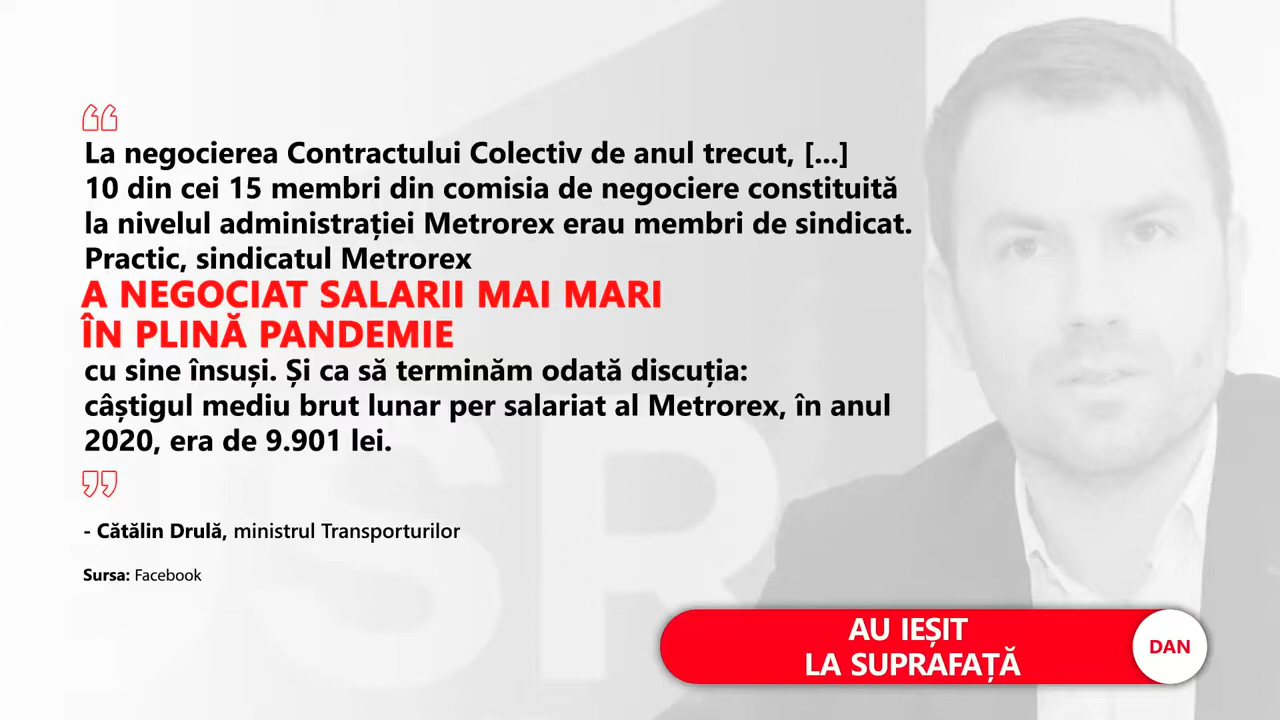 La negocierea Contractului Colectiv de anul trecut, [...]
10 din cei 15 membri din comisia de negociere constituită
la nivelul administrației Metrorex erau membri de sindicat.
Practic, sindicatul Metrorex
A NEGOCIAT SALARII MAI MARI
ÎN PLINĂ PANDEMIE
cu sine însuși. Și ca să terminăm odată discuția:
câștigul mediu brut lunar per salariat al Metrorex, în anul
2020, era de 9.901 lei.
- Cătălin Drulă, ministrul Transporturilor
Sursa: Facebook
USR
AU IEȘIT
LA SUPRAFAȚĂ
DAN